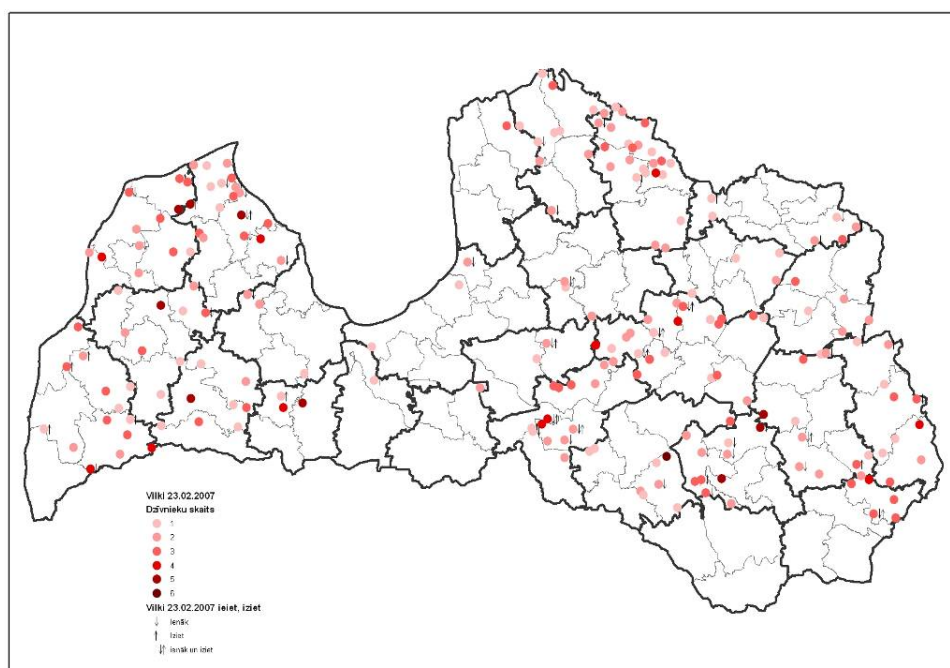 Vilki 23.02.2007
Dzīvnieku skaits
1
2
3
4
5
6
Vilki 23.02.2007 ieiet, iziet
Ienāk
Iziet
Ienāk un iziet